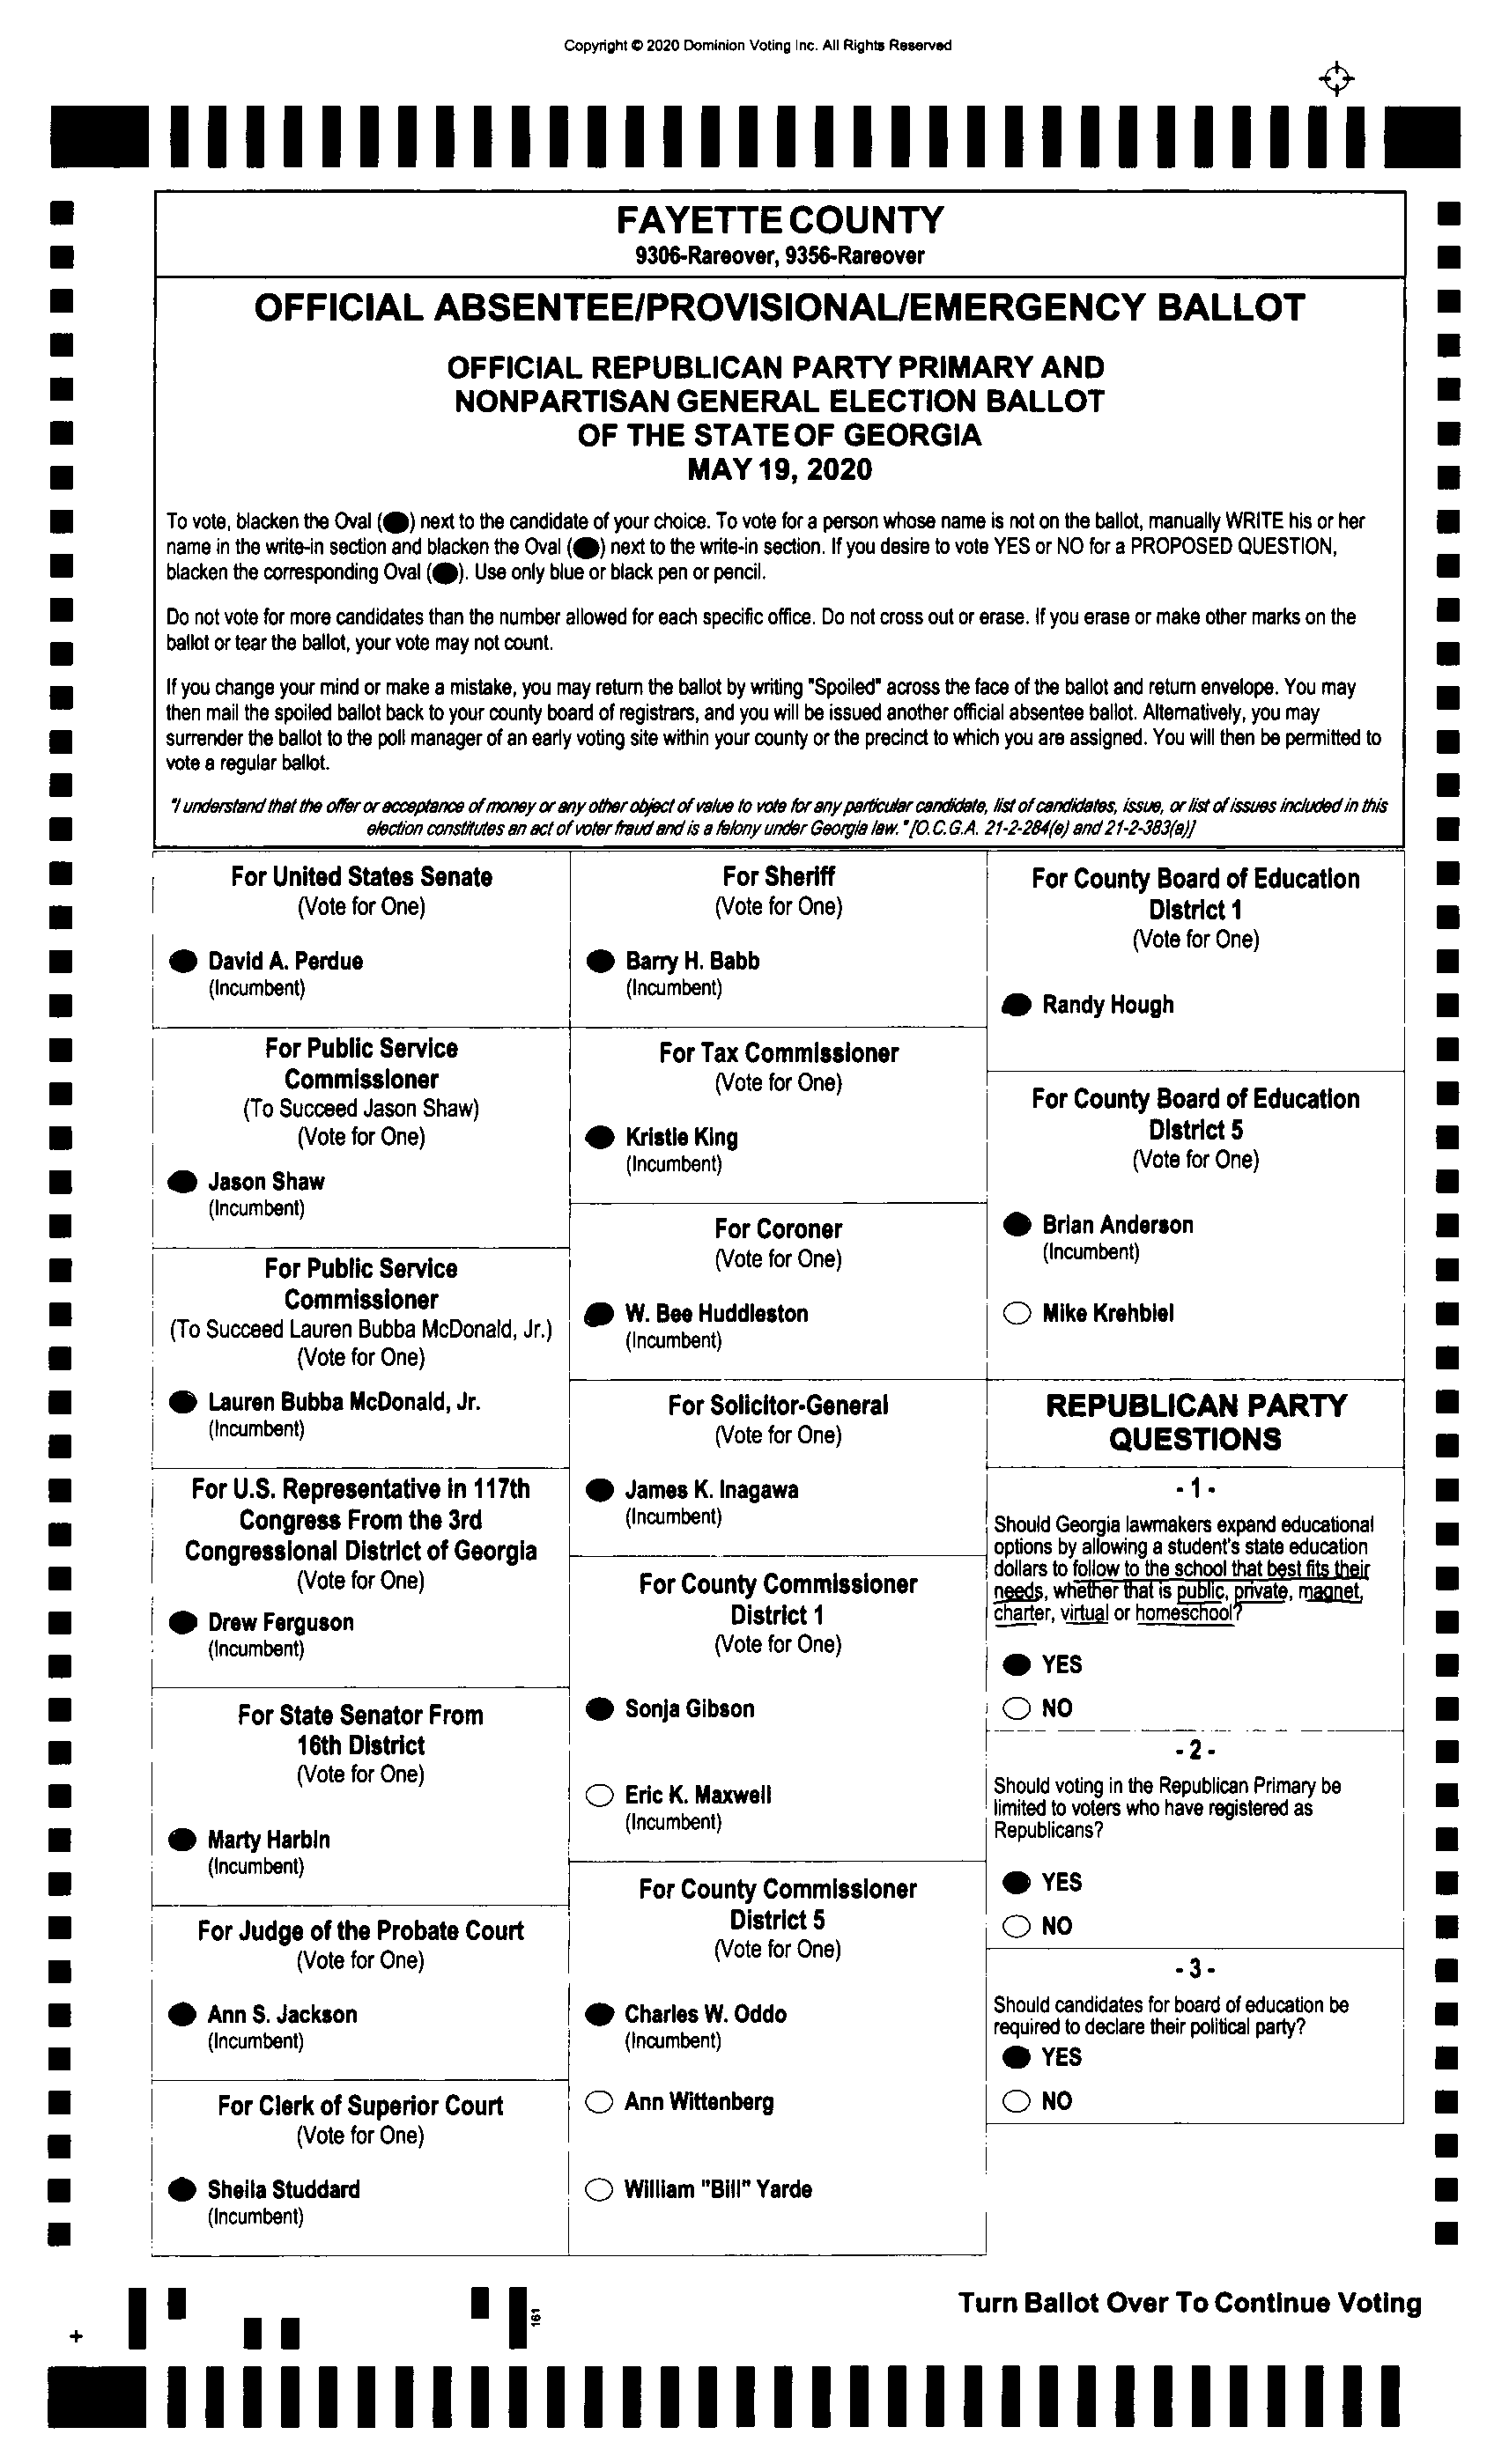 Copyright © 2020 Dominion Voting Inc. All Rights Reserved
FAYETTE COUNTY
9306-Rareover, 9356-Rareover
OFFICIAL ABSENTEE/PROVISIONAL/EMERGENCY BALLOT
OFFICIAL REPUBLICAN PARTY PRIMARY AND
NONPARTISAN GENERAL ELECTION BALLOT
OF THE STATE OF GEORGIA
MAY 19, 2020
To vote, blacken the Oval (●) next to the candidate of your choice. To vote for a person whose name is not on the ballot, manually WRITE his or her
name in the write-in section and blacken the Oval (●) next to the write-in section. If you desire to vote YES or NO for a PROPOSED QUESTION,
blacken the corresponding Oval (●). Use only blue or black pen or pencil.
Do not vote for more candidates than the number allowed for each specific office. Do not cross out or erase. If you erase or make other marks on the
ballot or tear the ballot, your vote may not count.
If you change your mind or make a mistake, you may return the ballot by writing "Spoiled" across the face of the ballot and return envelope. You may
then mail the spoiled ballot back to your county board of registrars, and you will be issued another official absentee ballot. Alternatively, you may
surrender the ballot to the poll manager of an early voting site within your county or the precinct to which you are assigned. You will then be permitted to
vote a regular ballot.
"I understand that the offer or acceptance of money or any other object of value to vote for any particular candidate, list of candidates, issue, or list of issues included in this
election constitutes an act of voter fraud and is a felony under Georgia law." [O.C.G.A. 21-2-284(e) and 21-2-383(a)]
For United States Senate
(Vote for One)
David A. Perdue
(Incumbent)
For Public Service
Commissioner
(To Succeed Jason Shaw)
(Vote for One)
Jason Shaw
(Incumbent)
For Public Service
Commissioner
(To Succeed Lauren Bubba McDonald, Jr.)
(Vote for One)
Lauren Bubba McDonald, Jr.
(Incumbent)
For U.S. Representative in 117th
Congress From the 3rd
Congressional District of Georgia
(Vote for One)
Drew Ferguson
(Incumbent)
For State Senator From
16th District
(Vote for One)
Marty Harbin
(Incumbent)
For Judge of the Probate Court
(Vote for One)
Ann S. Jackson
(Incumbent)
For Clerk of Superior Court
(Vote for One)
Sheila Studdard
(Incumbent)
For Sheriff
(Vote for One)
Barry H. Babb
(Incumbent)
For Tax Commissioner
(Vote for One)
Kristie King
(Incumbent)
For Coroner
(Vote for One)
W. Bee Huddleston
(Incumbent)
For Solicitor-General
(Vote for One)
James K. Inagawa
(Incumbent)
For County Commissioner
District 1
(Vote for One)
Sonja Gibson
Eric K. Maxwell
(Incumbent)
For County Commissioner
District 5
(Vote for One)
Charles W. Oddo
(Incumbent)
Ann Wittenberg
William "Bill" Yarde
For County Board of Education
District 1
(Vote for One)
Randy Hough
For County Board of Education
District 5
(Vote for One)
Brian Anderson
(Incumbent)
Mike Krehbiel
REPUBLICAN PARTY
QUESTIONS
- 1 -
Should Georgia lawmakers expand educational
options by allowing a student's state education
dollars to follow to the school that best fits their
needs, whether that is public, private, magnet,
charter, virtual or homeschool?
YES
NO
- 2 -
Should voting in the Republican Primary be
limited to voters who have registered as
Republicans?
YES
NO
- 3 -
Should candidates for board of education be
required to declare their political party?
YES
NO
161
Turn Ballot Over To Continue Voting